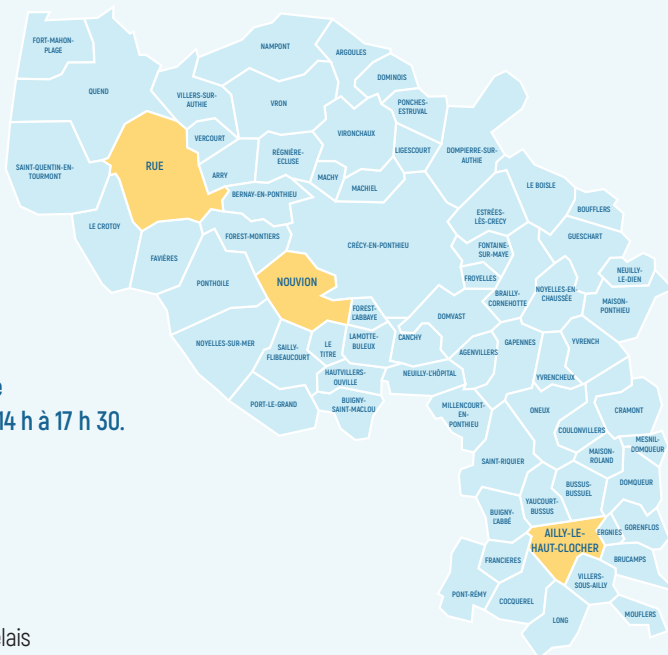 FORT-MAHON-
PLAGE
QUEND
NAMPONT
ARGOULES
DOMINOIS
VILLERS-SUR-
AUTHIE
VRON
PONCHES-
ESTRUVAL
VERCOURT
VIRONCHAUX
RUE
RÉGNIÈRE-
ECLUSE
LIGESCOURT
DOMPIERRE-SUR-
AUTHIE
SAINT-QUENTIN-EN-
TOURMONT
ARRY
MACHY
MACHIEL
LE BOISLE
BERNAY-EN-PONTHIEU
BOUFFLERS
ESTRÉES-
LÈS-CRECY
LE CROTOY
FOREST-MONTIERS
CRÉCY-EN-PONTHIEU
GUESCHART
FONTAINE-
SUR-MAYE
FAVIÈRES
NOUVION
NEUILLY-
LE-DIEN
PONTHOILE
FROYELLES
NOYELLES-EN-
CHAUSSÉE
BRAILLY-
CORNEHOTTE
MAISON-
PONTHIEU
FOREST-
L'ABBAYE
DOMVAST
NOYELLES-SUR-MER
SAILLY-
FLIBEAUCOURT
LE
TITRE
LAMOTTE-
BULEUX
CANCHY
GAPENNES
YVRENCH
AGENVILLERS
HAUTVILLERS-
OUVILLE
NEUILLY-L'HÔPITAL
YVRENCHEUX
e
14 h à 17 h 30.
PORT-LE-GRAND
BUIGNY-
SAINT-MACLOU
MILLENCOURT-
EN-
PONTHIEU
ONEUX
CRAMONT
COULONVILLERS
MESNIL-
DOMQUEUR
SAINT-RIQUIER
MAISON-
ROLAND
DOMQUEUR
BUSSUS-
BUSSUEL
YAUCOURT-
BUSSUS
BUIGNY-
L'ABBÉ
GORENFLOS
AILLY-LE-
HAUT-CLOCHER
ERGNIES
FRANCIERES
BRUCAMPS
VILLERS-
SOUS-AILLY
PONT-RÉMY
COCQUEREL
MOUFLERS
LONG
elais